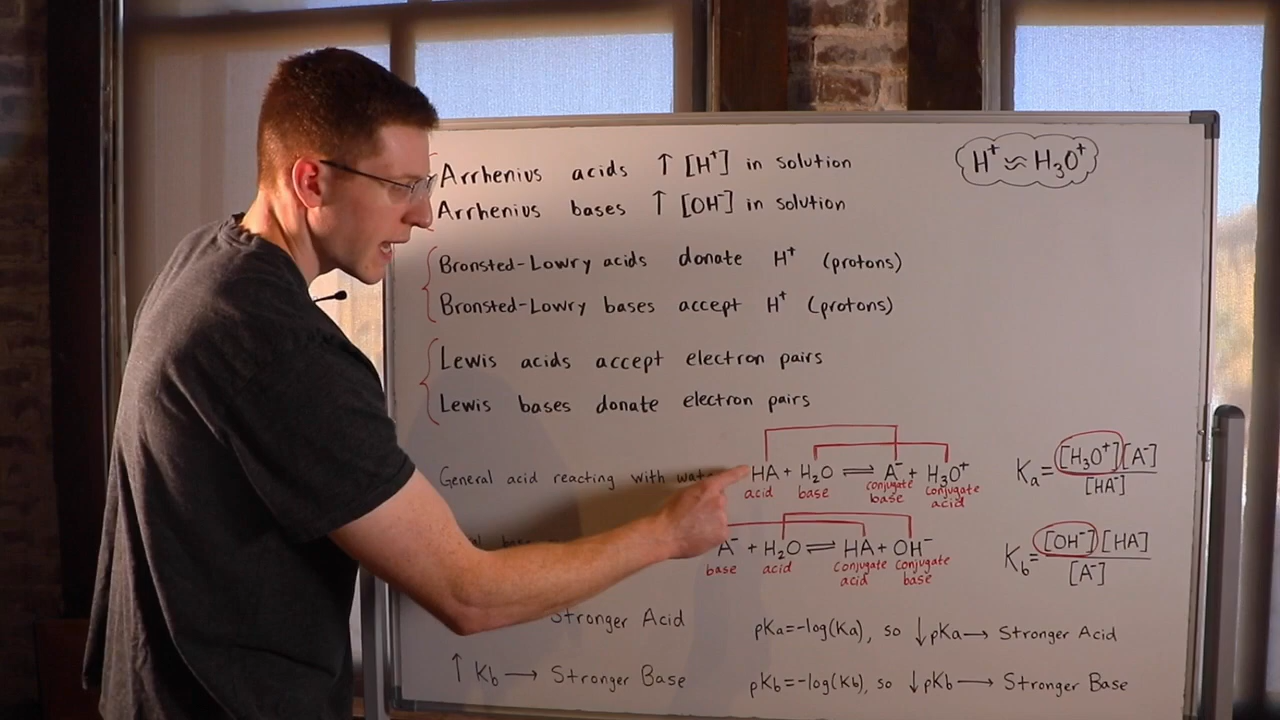 Arrhenius acids ↑ [H⁺] in solution
H⁺ ≈ H₃O⁺
Arrhenius bases ↑ [OH⁻] in solution
Bronsted-Lowry acids donate H⁺ (protons)
Bronsted-Lowry bases accept H⁺ (protons)
Lewis acids accept electron pairs
Lewis bases donate electron pairs
General acid reacting with HA + H₂O ⇌ A⁻ + H₃O⁺
acid base conjugate base conjugate acid
Ka = [H₃O⁺][A⁻] / [HA⁻]
A⁻ + H₂O ⇌ HA + OH⁻
base acid conjugate acid conjugate base
Kb = [OH⁻][HA] / [A⁻]
Stronger Acid
pKa = -log(Ka), so ↓ pKa → Stronger Acid
↑ Kb → Stronger Base
pKb = -log(Kb), so ↓ pKb → Stronger Base